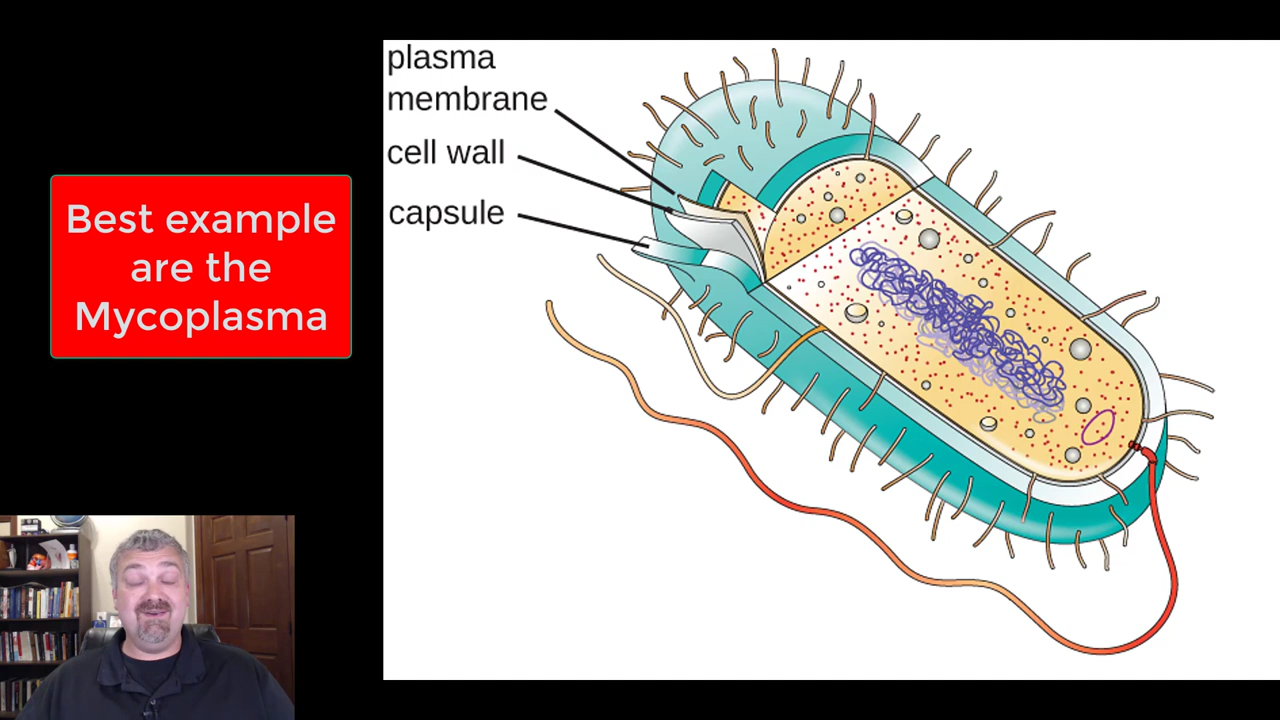 Best example
are the
Mycoplasma
plasma
membrane
cell wall
capsule